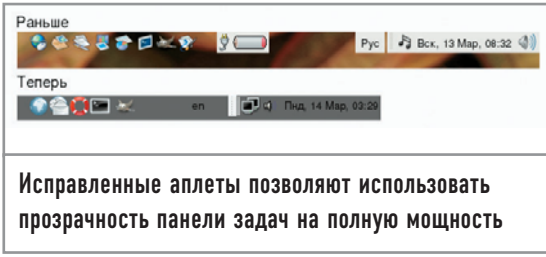 Раньше
Рус Вск, 13 Мар, 08:32
Теперь
en Пнд, 14 Мар, 03:29
Исправленные аплеты позволяют использовать
прозрачность панели задач на полную мощность